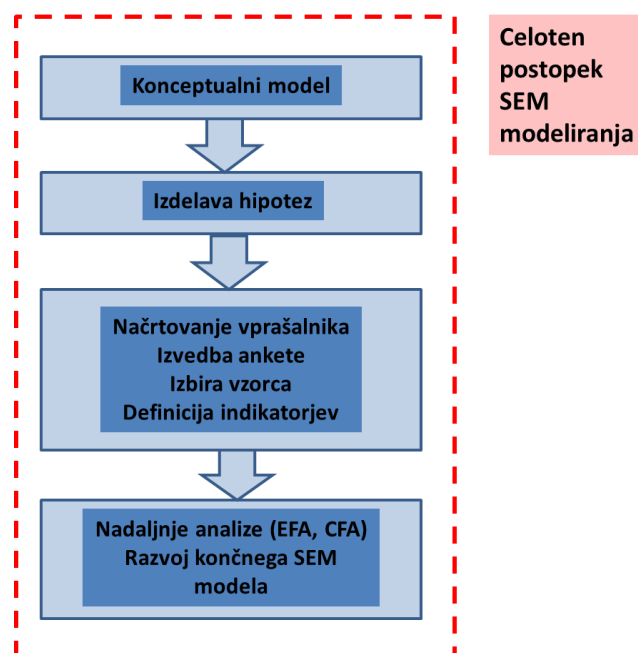 Konceptualni model
Izdelava hipotez
Načrtovanje vprašalnika
Izvedba ankete
Izbira vzorca
Definicija indikatorjev
Nadaljnje analize (EFA, CFA)
Razvoj končnega SEM
modela
Celoten
postopek
SEM
modeliranja